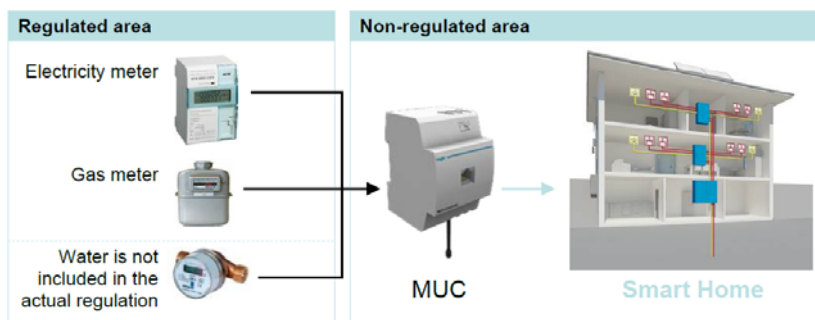 Regulated area
Non-regulated area
Electricity meter
Gas meter
Water is not
included in the
actual regulation
MUC
Smart Home